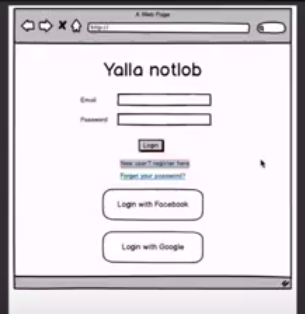 A Web Page
http://
Yalla notlob
Email
Password
Login
New user? register here
Forget your password?
Login with Facebook
Login with Google